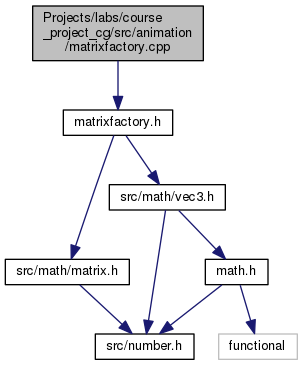 Projects/labs/course
_project_cg/src/animation
/matrixfactory.cpp
matrixfactory.h
src/math/vec3.h
src/math/matrix.h
math.h
src/number.h
functional